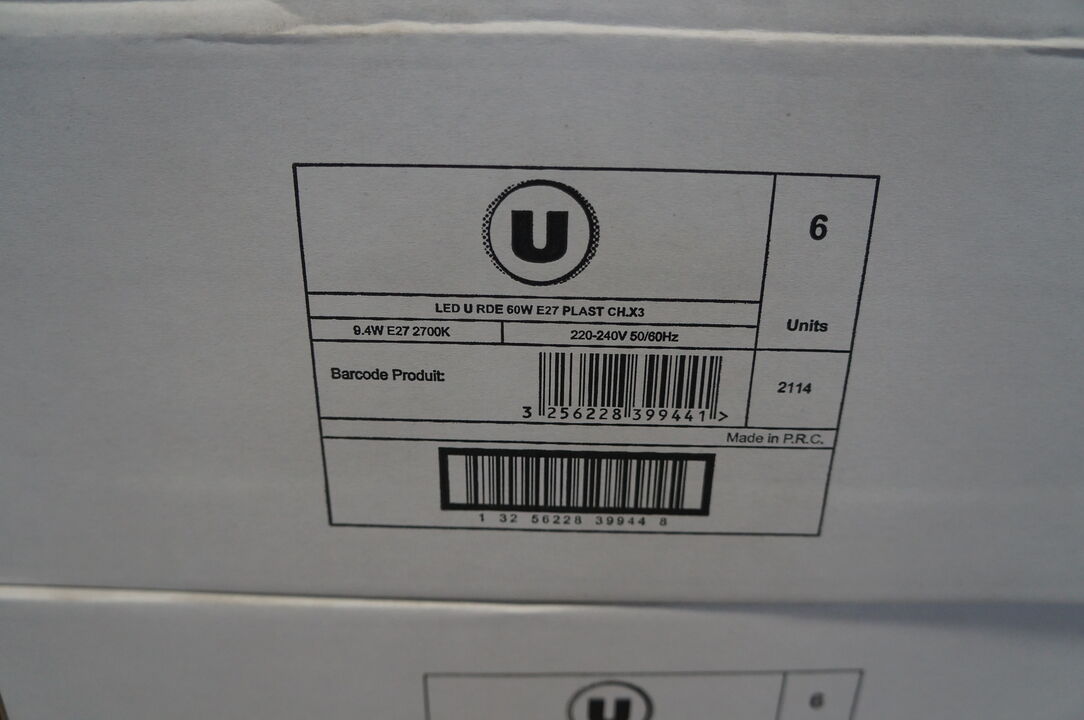 U
6
Units
LED U RDE 60W E27 PLAST CH.X3
9.4W E27 2700K
220-240V 50/60Hz
Barcode Produit:
3 256228 399441 >
2114
Made in P.R.C.
1 32 56228 39944 8
U
6